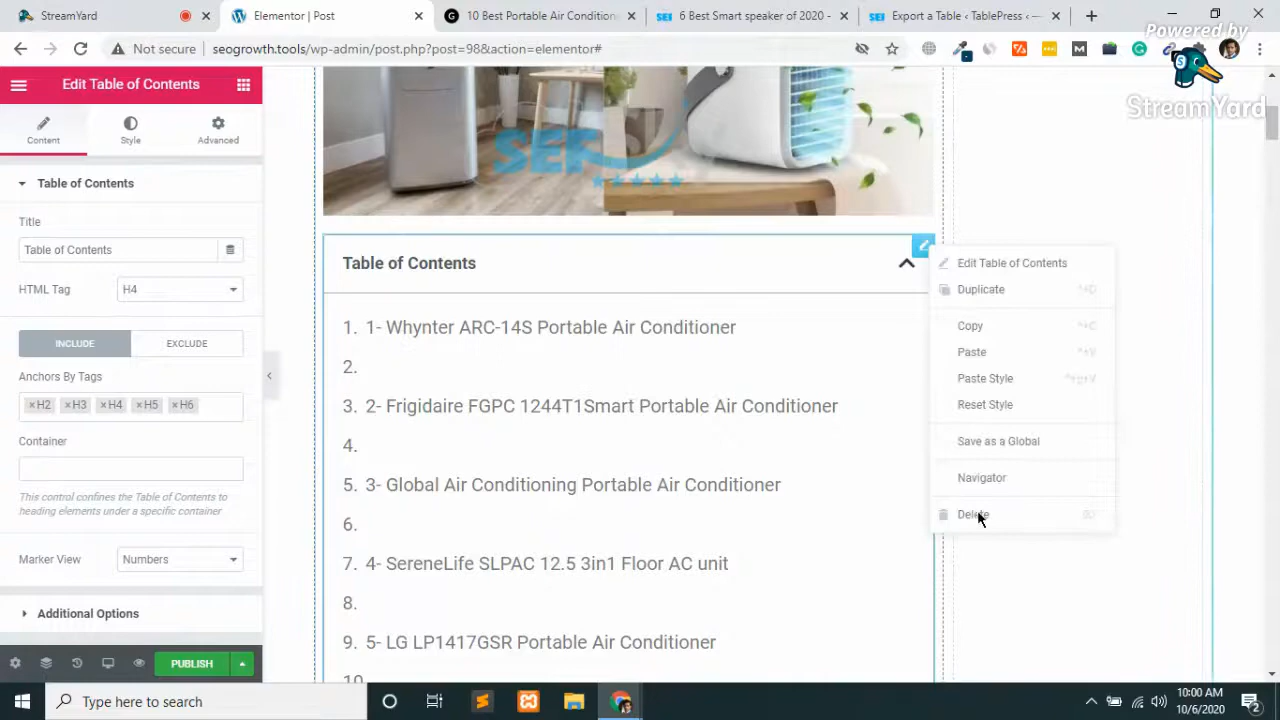 StreamYard
Elementor | Post
10 Best Portable Air Condition
6 Best Smart speaker of 2020 -
Export a Table ‹ TablePress ‹
Not secure
seogrowth.tools/wp-admin/post.php?post=98&action=elementor#
Powered by
StreamYard
Edit Table of Contents
Content
Style
Advanced
Table of Contents
Title
Table of Contents
HTML Tag
H4
INCLUDE
EXCLUDE
Anchors By Tags
×H2 ×H3 ×H4 ×H5 ×H6
Container
This control confines the Table of Contents to
heading elements under a specific container
Marker View
Numbers
Additional Options
PUBLISH
SEF
Table of Contents
1. 1- Whynter ARC-14S Portable Air Conditioner
2.
3. 2- Frigidaire FGPC 1244T1Smart Portable Air Conditioner
4.
5. 3- Global Air Conditioning Portable Air Conditioner
6.
7. 4- SereneLife SLPAC 12.5 3in1 Floor AC unit
8.
9. 5- LG LP1417GSR Portable Air Conditioner
10.
Edit Table of Contents
Duplicate ^+D
Copy ^+C
Paste ^+V
Paste Style
Reset Style
Save as a Global
Navigator
Delete
Type here to search
10:00 AM
10/6/2020
2